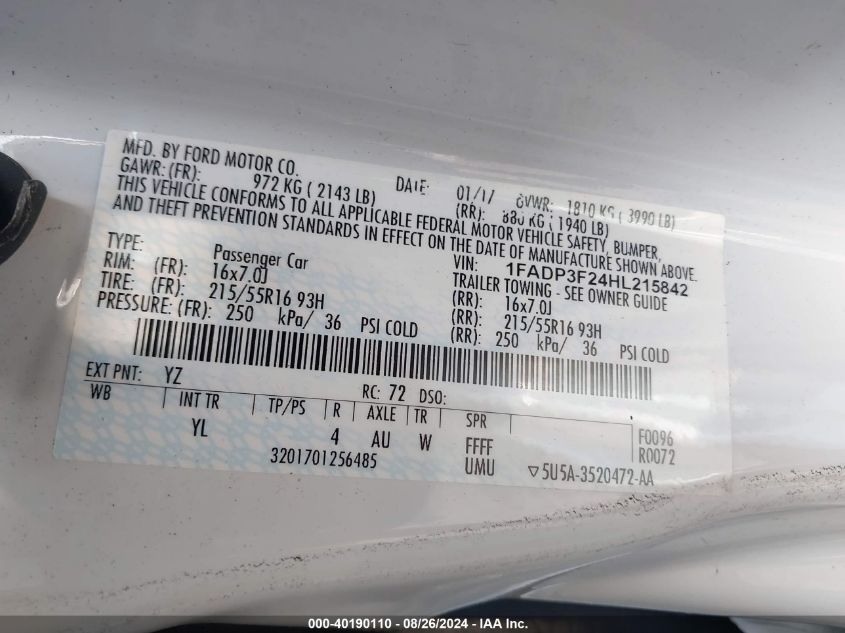 MFD. BY FORD MOTOR CO. DATE: 01/17 GVWR: 1810 KG ( 3990 LB)
GAWR: (FR): 972 KG ( 2143 LB) (RR): 880 KG ( 1940 LB)
THIS VEHICLE CONFORMS TO ALL APPLICABLE FEDERAL MOTOR VEHICLE SAFETY, BUMPER,
AND THEFT PREVENTION STANDARDS IN EFFECT ON THE DATE OF MANUFACTURE SHOWN ABOVE.
VIN: 1FADP3F24HL215842
TYPE: Passenger Car TRAILER TOWING - SEE OWNER GUIDE
RIM: (FR): 16x7.0J (RR): 16x7.0J
TIRE: (FR): 215/55R16 93H (RR): 215/55R16 93H
PRESSURE: (FR): 250 kPa/ 36 PSI COLD (RR): 250 kPa/ 36 PSI COLD
EXT PNT: YZ RC: 72 DSO:
WB INT TR TP/PS R AXLE TR SPR
YL 4 AU W FFFF F0096
UMU R0072
3201701256485 ▽5U5A-3520472-AA
000-40190110 - 08/26/2024 - IAA Inc.